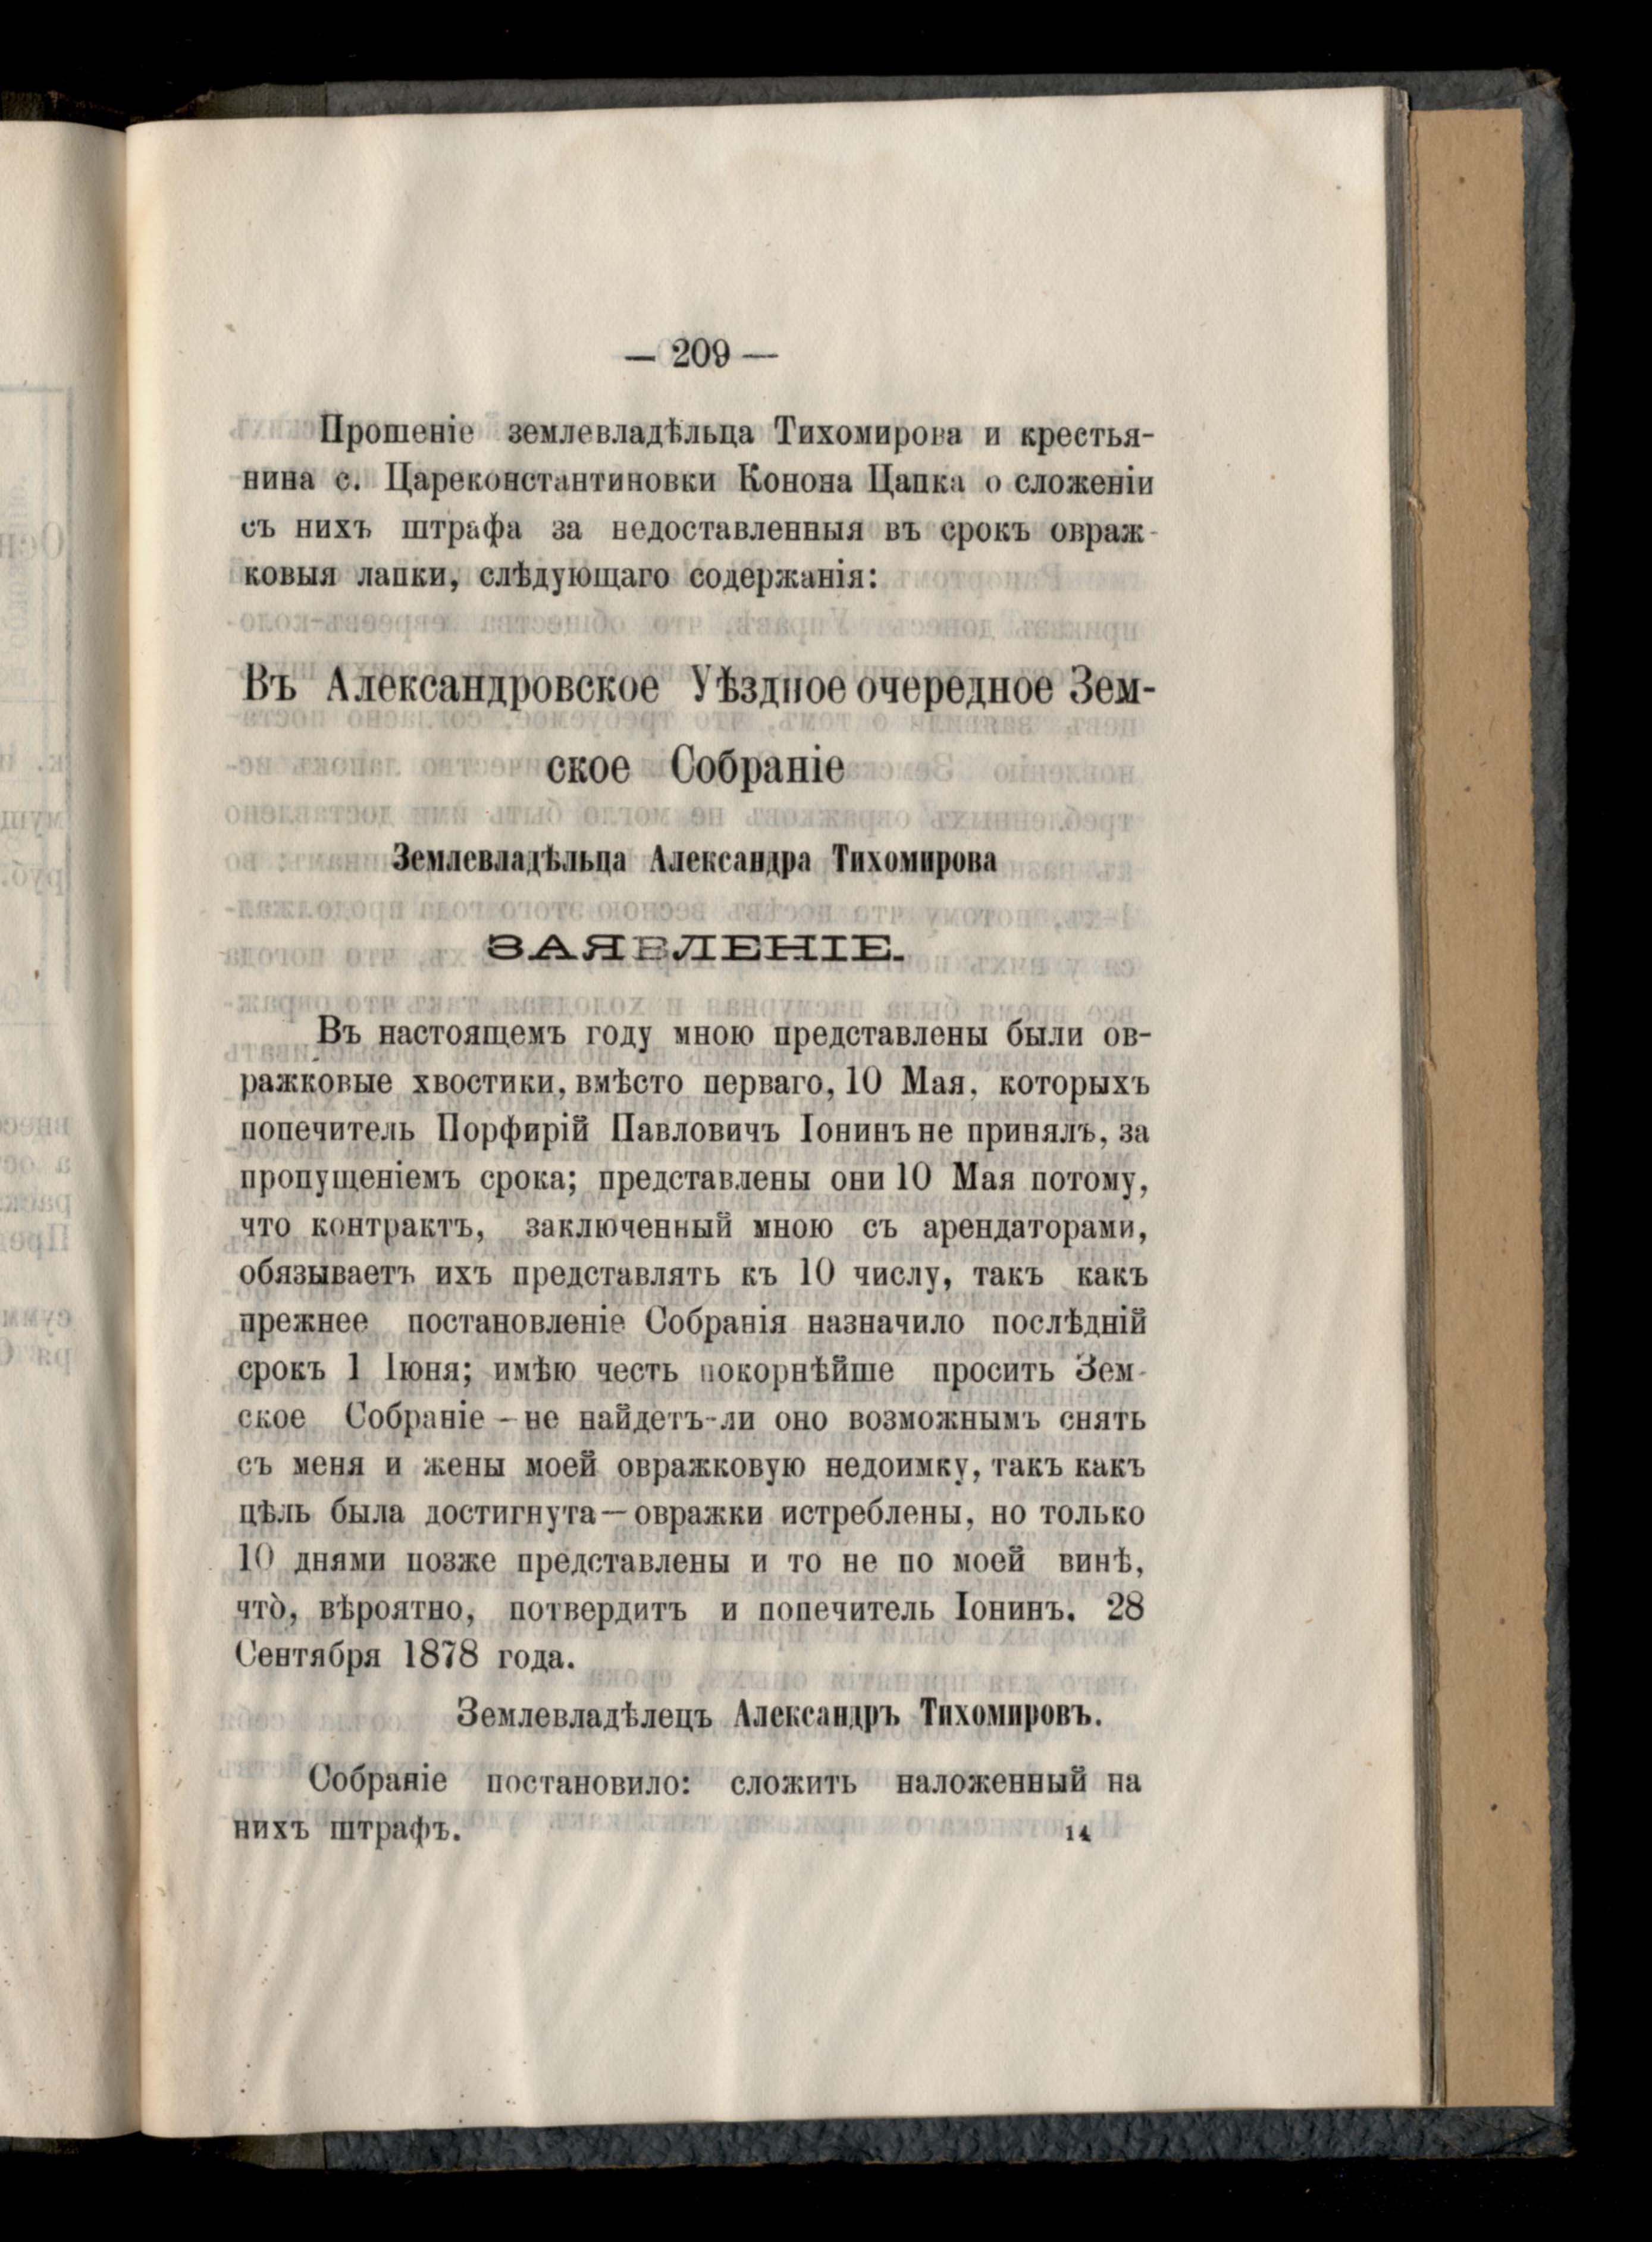 — 209 —
Прошеніе землевладѣльца Тихомирова и крестья-
нина с. Цареконстантиновки Конона Цапка о сложеніи
съ нихъ штрафа за недоставленныя въ срокъ овраж-
ковыя лапки, слѣдующаго содержанія:
Въ Александровское Уѣздное очередное Зем-
ское Собраніе
Землевладѣльца Александра Тихомирова
ЗАЯВЛЕНІЕ.
Въ настоящемъ году мною представлены были ов-
ражковые хвостики, вмѣсто перваго, 10 Мая, которыхъ
попечитель Порфирій Павловичъ Іонинъ не принялъ, за
пропущеніемъ срока; представлены они 10 Мая потому,
что контрактъ, заключенный мною съ арендаторами,
обязываетъ ихъ представлять къ 10 числу, такъ какъ
прежнее постановленіе Собранія назначило послѣдній
срокъ 1 Іюня; имѣю честь покорнѣйше просить Зем-
ское Собраніе – не найдетъ-ли оно возможнымъ снять
съ меня и жены моей овражковую недоимку, такъ какъ
цѣль была достигнута — овражки истреблены, но только
10 днями позже представлены и то не по моей винѣ,
что̀, вѣроятно, потвердитъ и попечитель Іонинъ. 28
Сентября 1878 года.
Землевладѣлецъ Александръ Тихомировъ.
Собраніе постановило: сложить наложенный на
нихъ штрафъ.
14